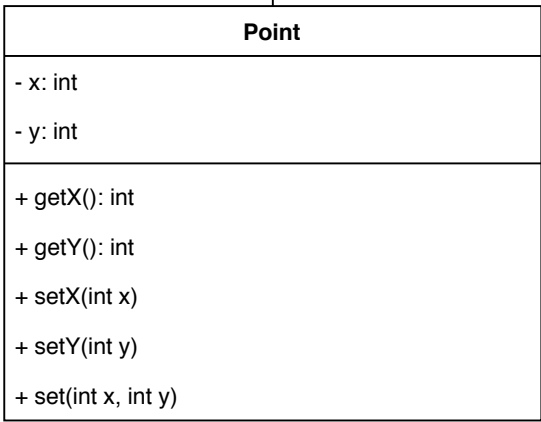 Point
- x: int
- y: int
+ getX(): int
+ getY(): int
+ setX(int x)
+ setY(int y)
+ set(int x, int y)